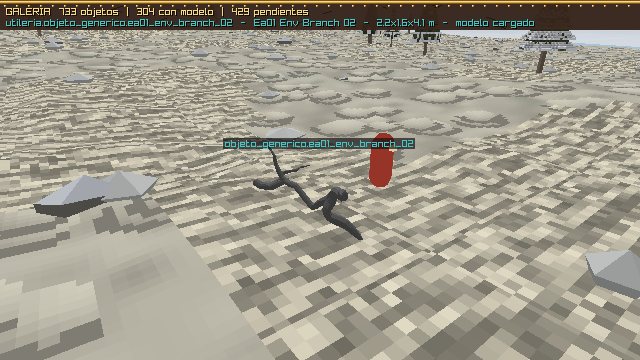 GALERIA  733 objetos | 304 con modelo | 429 pendientes
utileria.objeto_generico.ea01_env_branch_02 - Ea01 Env Branch 02 - 2.2x1.6x4.1 m - modelo cargado
objeto_generico.ea01_env_branch_02